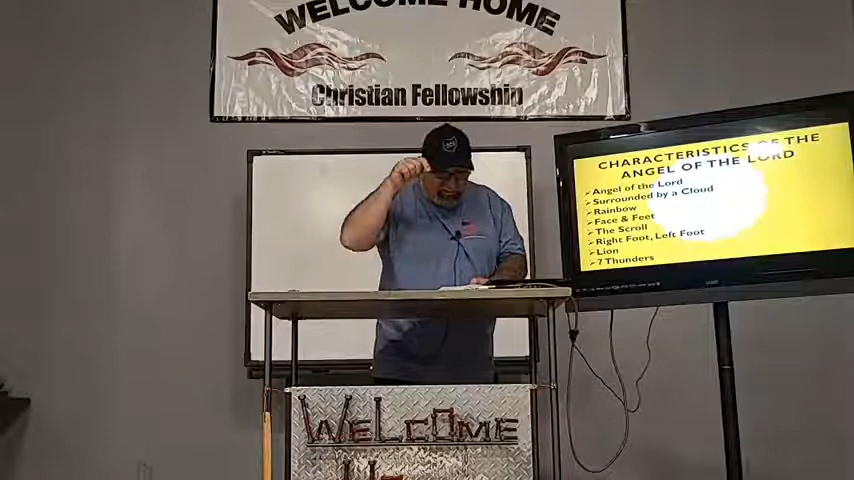 WELCOME HOME
Christian Fellowship
CHARACTERISTICS OF THE
ANGEL OF THE LORD
➢Angel of the Lord
➢Surrounded by a Cloud
➢Rainbow
➢Face & Feet
➢The Scroll
➢Right Foot, Left Foot
➢Lion
➢7 Thunders
WELCOME